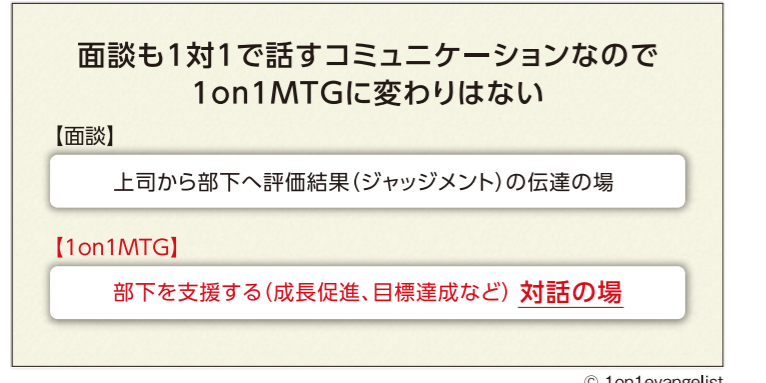 面談も1対1で話すコミュニケーションなので
1on1MTGに変わりはない
【面談】
上司から部下へ評価結果(ジャッジメント)の伝達の場
【1on1MTG】
部下を支援する(成長促進、目標達成など) 対話の場
© 1on1evangelist